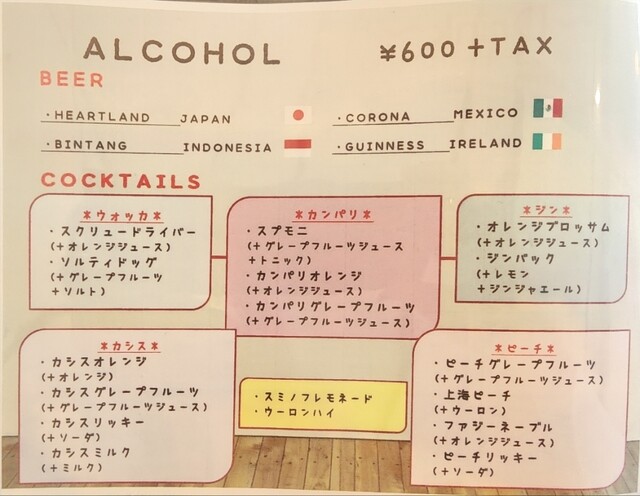 ALCOHOL ¥600+TAX
BEER
・HEARTLAND JAPAN
・CORONA MEXICO
・BINTANG INDONESIA
・GUINNESS IRELAND
COCKTAILS
*ウォッカ*
・スクリュードライバー
(+オレンジジュース)
・ソルティドッグ
(+グレープフルーツ
+ソルト)
*カンパリ*
・スプモニ
(+グレープフルーツジュース
+トニック)
・カンパリオレンジ
(+オレンジジュース)
・カンパリグレープフルーツ
(+グレープフルーツジュース)
*ジン*
・オレンジブロッサム
(+オレンジジュース)
・ジンバック
(+レモン
+ジンジャエール)
*カシス*
・カシスオレンジ
(+オレンジ)
・カシスグレープフルーツ
(+グレープフルーツジュース)
・カシスリッキー
(+ソーダ)
・カシスミルク
(+ミルク)
・スミノフレモネード
・ウーロンハイ
*ピーチ*
・ピーチグレープフルーツ
(+グレープフルーツジュース)
・上海ピーチ
(+ウーロン)
・ファジーネーブル
(+オレンジジュース)
・ピーチリッキー
(+ソーダ)